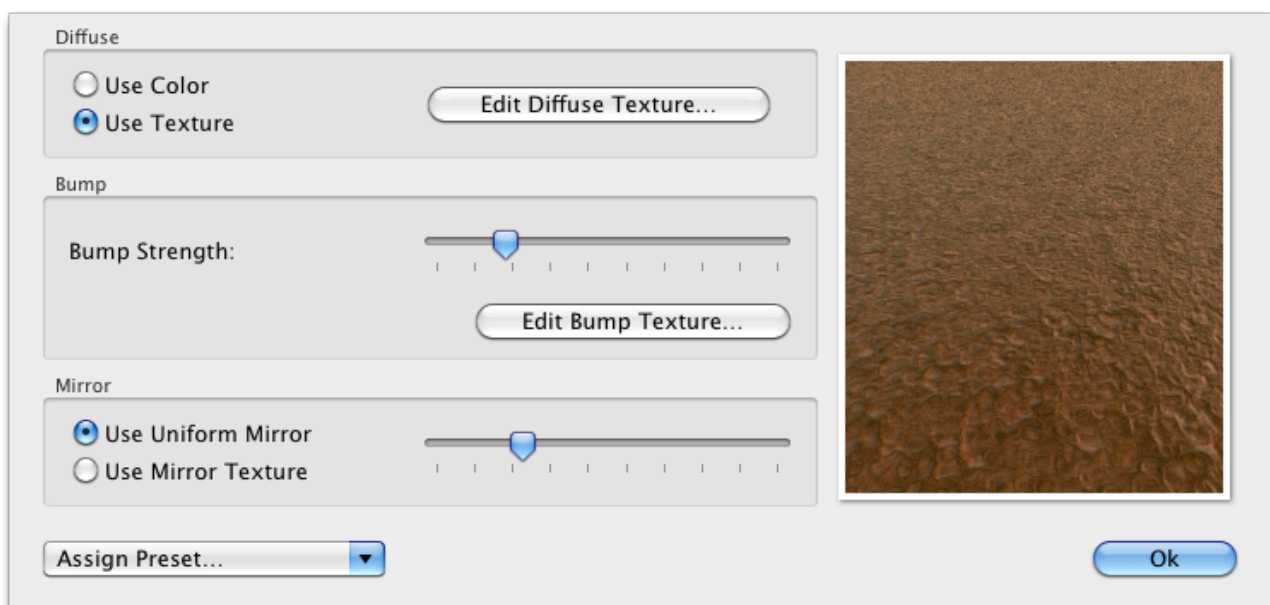 Diffuse
Use Color
Use Texture
Edit Diffuse Texture...
Bump
Bump Strength:
Edit Bump Texture...
Mirror
Use Uniform Mirror
Use Mirror Texture
Assign Preset...
Ok